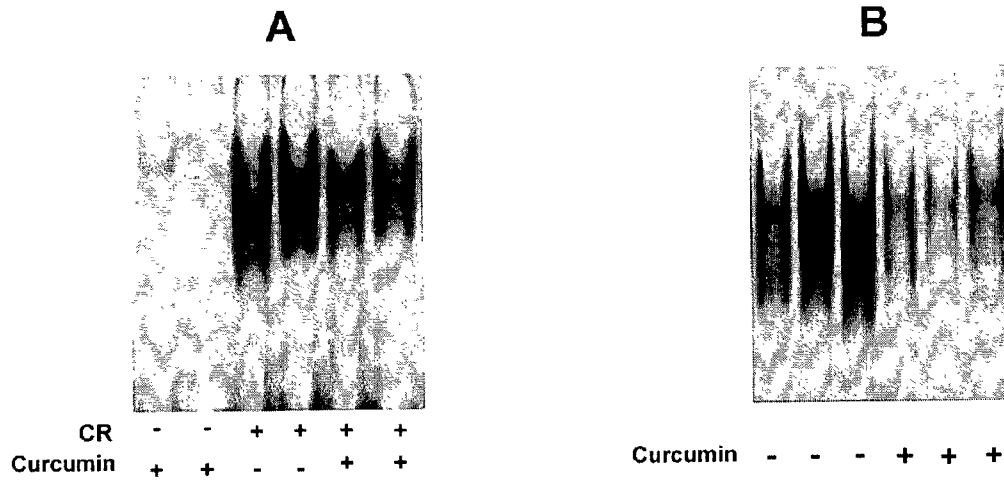 A
B
CR - - + + + +
Curcumin + + - - + +
Curcumin - - - + + +